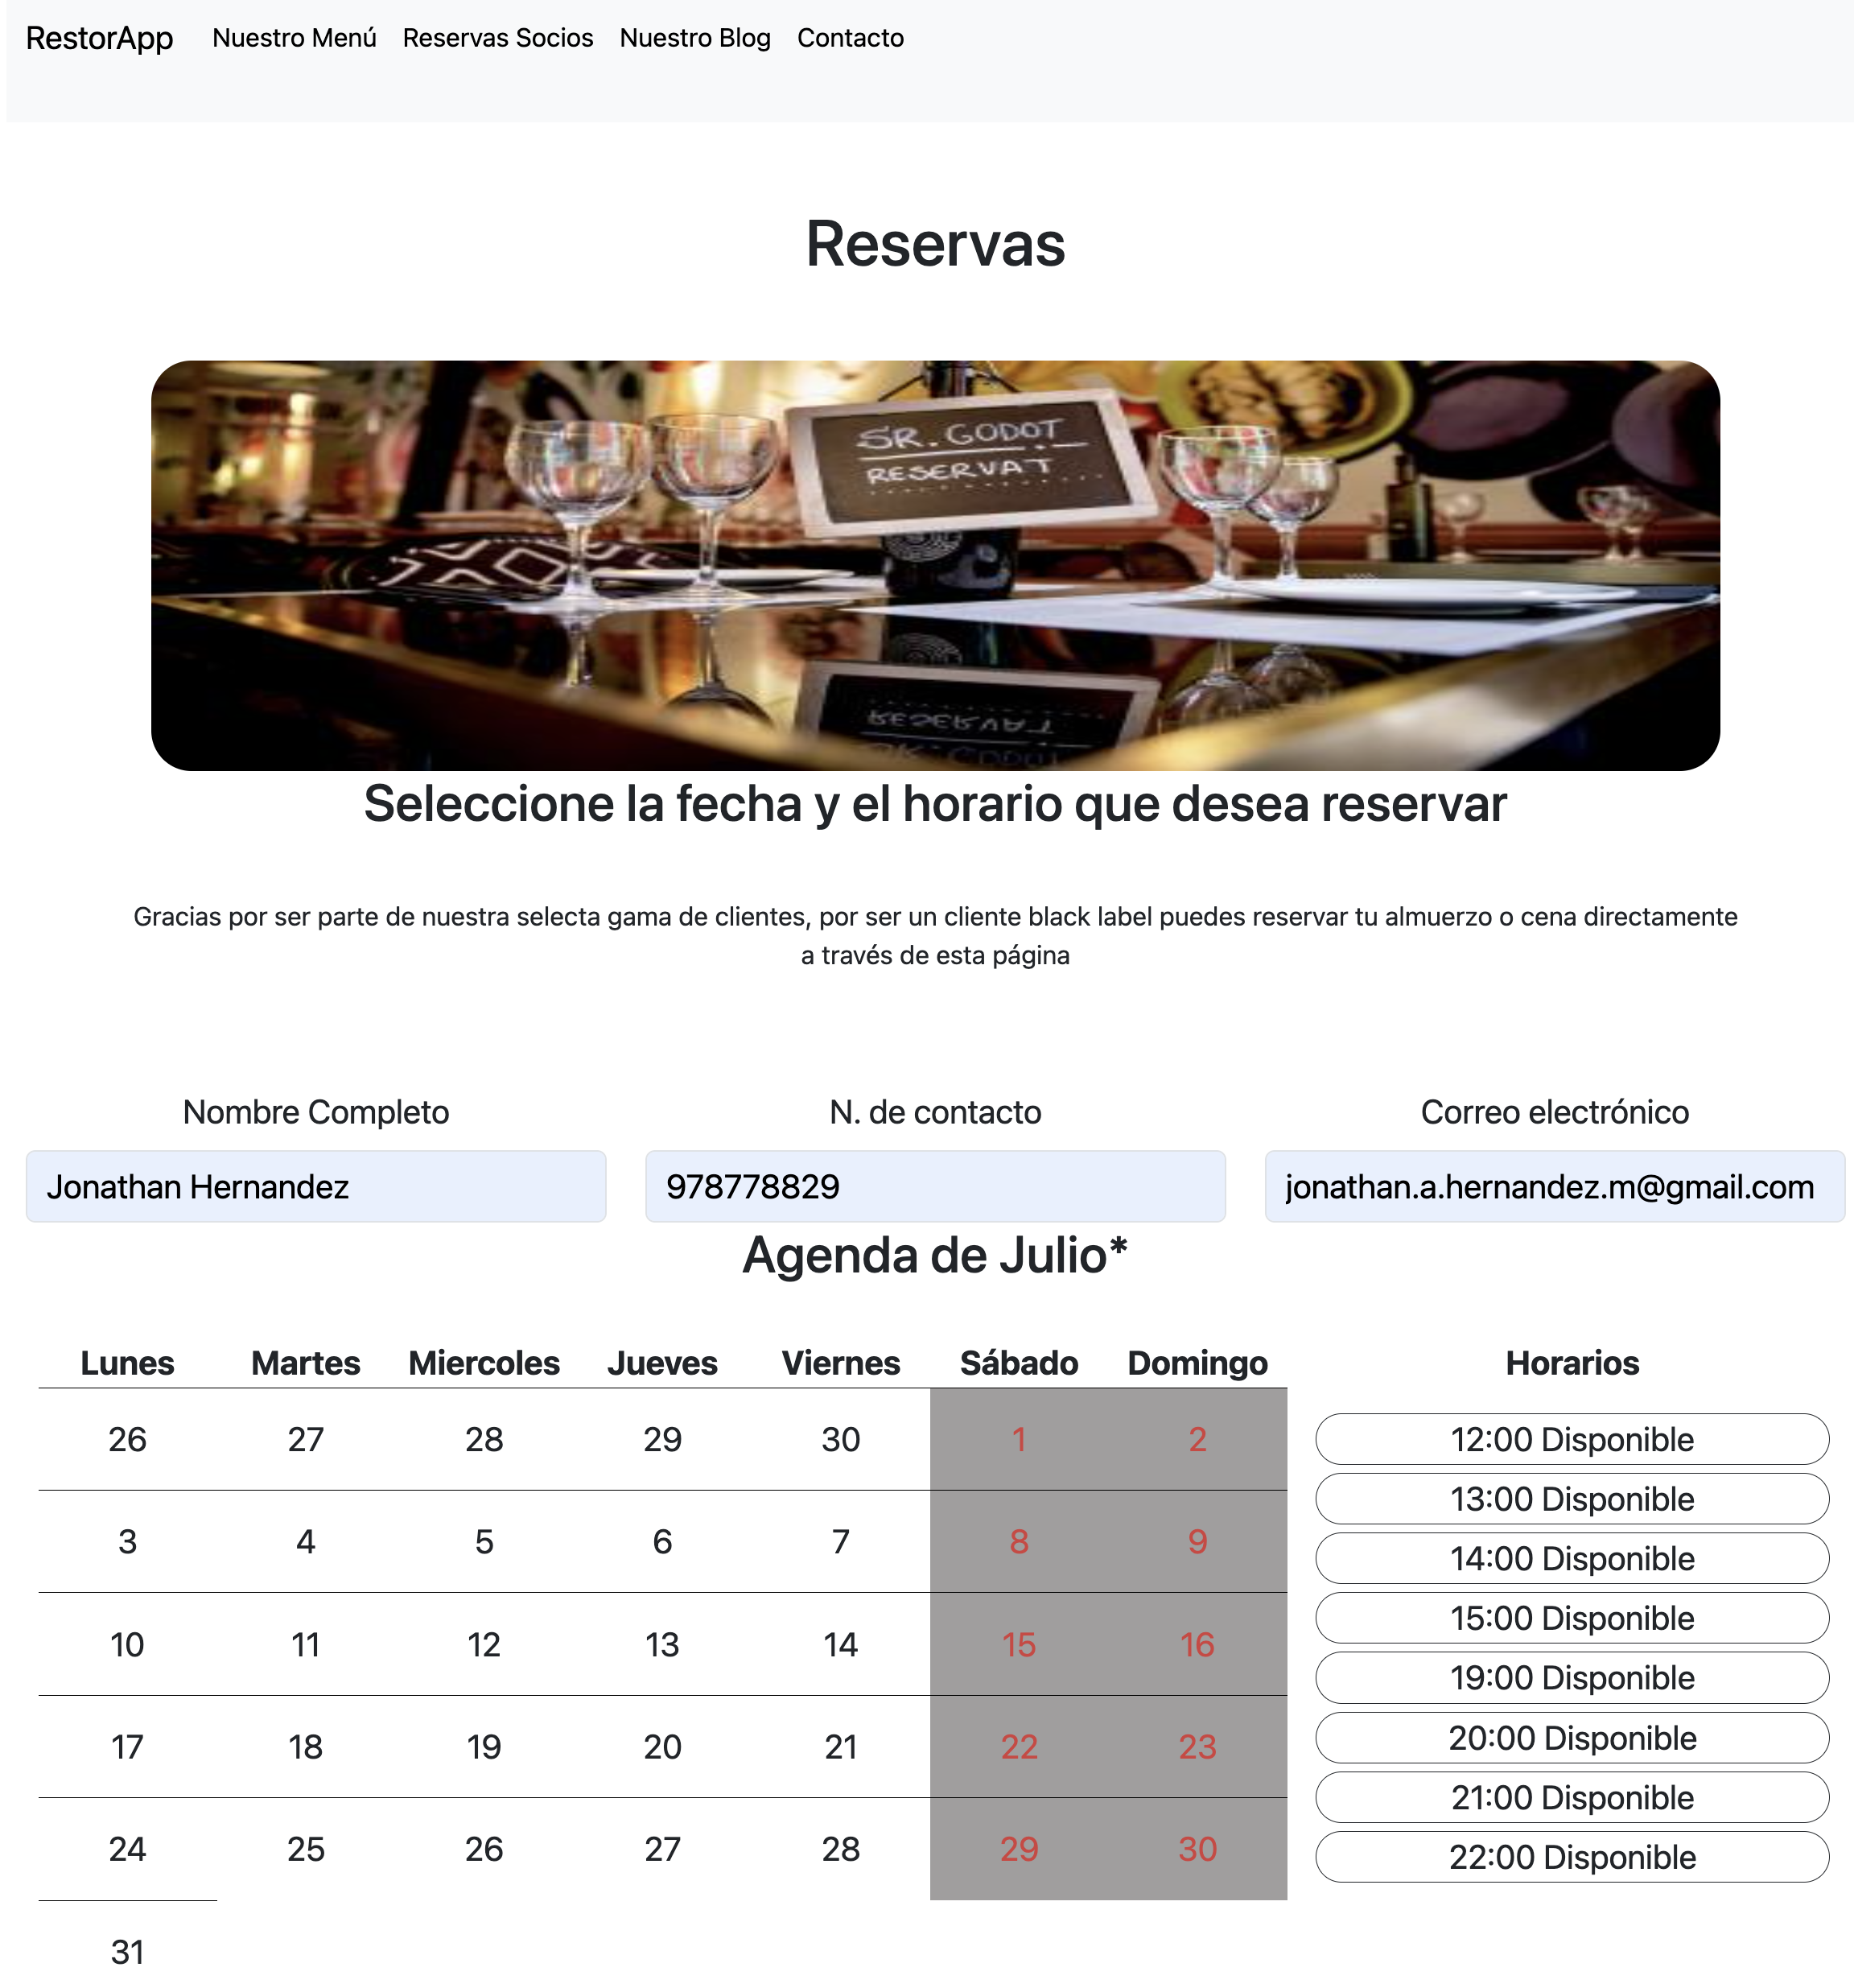 RestorApp Nuestro Menú Reservas Socios Nuestro Blog Contacto
Reservas
SR. GODOT
RESERVAT
Seleccione la fecha y el horario que desea reservar
Gracias por ser parte de nuestra selecta gama de clientes, por ser un cliente black label puedes reservar tu almuerzo o cena directamente
a través de esta página
Nombre Completo N. de contacto Correo electrónico
Jonathan Hernandez 978778829 jonathan.a.hernandez.m@gmail.com
Agenda de Julio*
Lunes Martes Miercoles Jueves Viernes Sábado Domingo
26 27 28 29 30 1 2
3 4 5 6 7 8 9
10 11 12 13 14 15 16
17 18 19 20 21 22 23
24 25 26 27 28 29 30
31
Horarios
12:00 Disponible
13:00 Disponible
14:00 Disponible
15:00 Disponible
19:00 Disponible
20:00 Disponible
21:00 Disponible
22:00 Disponible